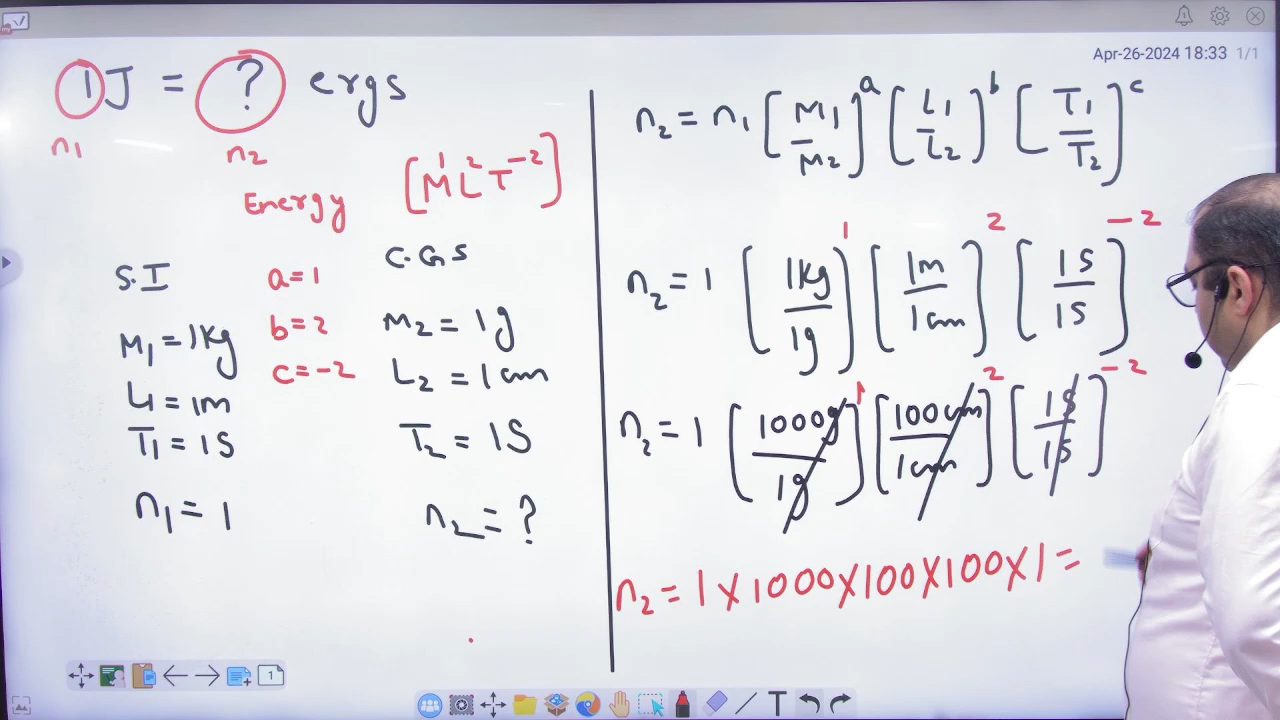 Apr-26-2024 18:33 1/1
1J = ? ergs
n₁ n₂
Energy [M¹L²T⁻²]
S.I
a=1
b=2
c=-2
C.G.S
M₁=1Kg
L₁=1M
T₁=1S
n₁=1
M₂=1g
L₂=1cm
T₂=1S
n₂=?
n₂=n₁[M₁/M₂]ᵃ[L₁/L₂]ᵇ[T₁/T₂]ᶜ
n₂=1[1kg/1g]¹[1m/1cm]²[1S/1S]⁻²
n₂=1[1000g/1g]¹[100cm/1cm]²[1S/1S]⁻²
n₂=1×1000×100×100×1=
1
T